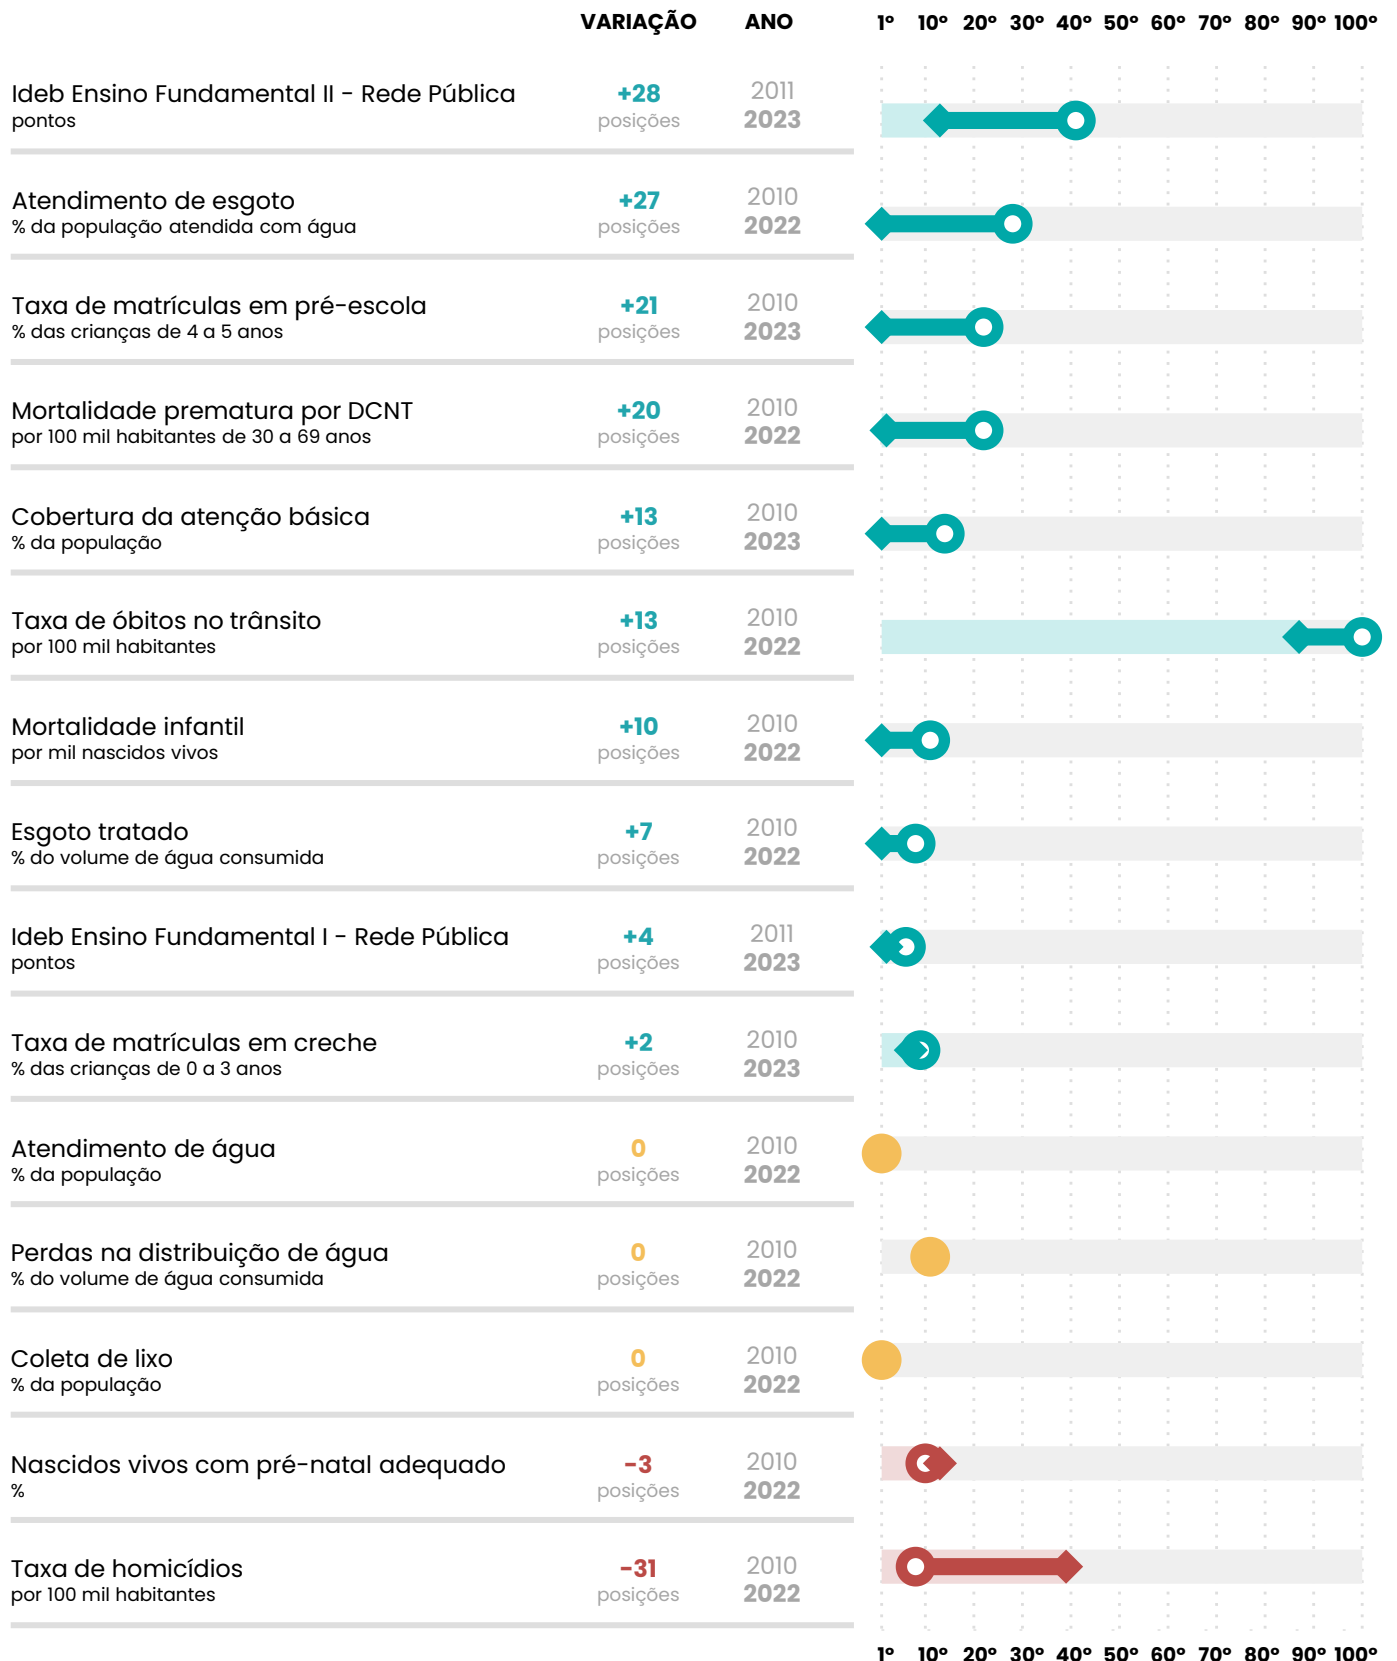 VARIAÇÃO ANO 1º 10º 20º 30º 40º 50º 60º 70º 80º 90º 100º
Ideb Ensino Fundamental II - Rede Pública +28 2011
pontos posições 2023
Atendimento de esgoto +27 2010
% da população atendida com água posições 2022
Taxa de matrículas em pré-escola +21 2010
% das crianças de 4 a 5 anos posições 2023
Mortalidade prematura por DCNT +20 2010
por 100 mil habitantes de 30 a 69 anos posições 2022
Cobertura da atenção básica +13 2010
% da população posições 2023
Taxa de óbitos no trânsito +13 2010
por 100 mil habitantes posições 2022
Mortalidade infantil +10 2010
por mil nascidos vivos posições 2022
Esgoto tratado +7 2010
% do volume de água consumida posições 2022
Ideb Ensino Fundamental I - Rede Pública +4 2011
pontos posições 2023
Taxa de matrículas em creche +2 2010
% das crianças de 0 a 3 anos posições 2023
Atendimento de água 0 2010
% da população posições 2022
Perdas na distribuição de água 0 2010
% do volume de água consumida posições 2022
Coleta de lixo 0 2010
% da população posições 2022
Nascidos vivos com pré-natal adequado -3 2010
% posições 2022
Taxa de homicídios -31 2010
por 100 mil habitantes posições 2022
1º 10º 20º 30º 40º 50º 60º 70º 80º 90º 100º